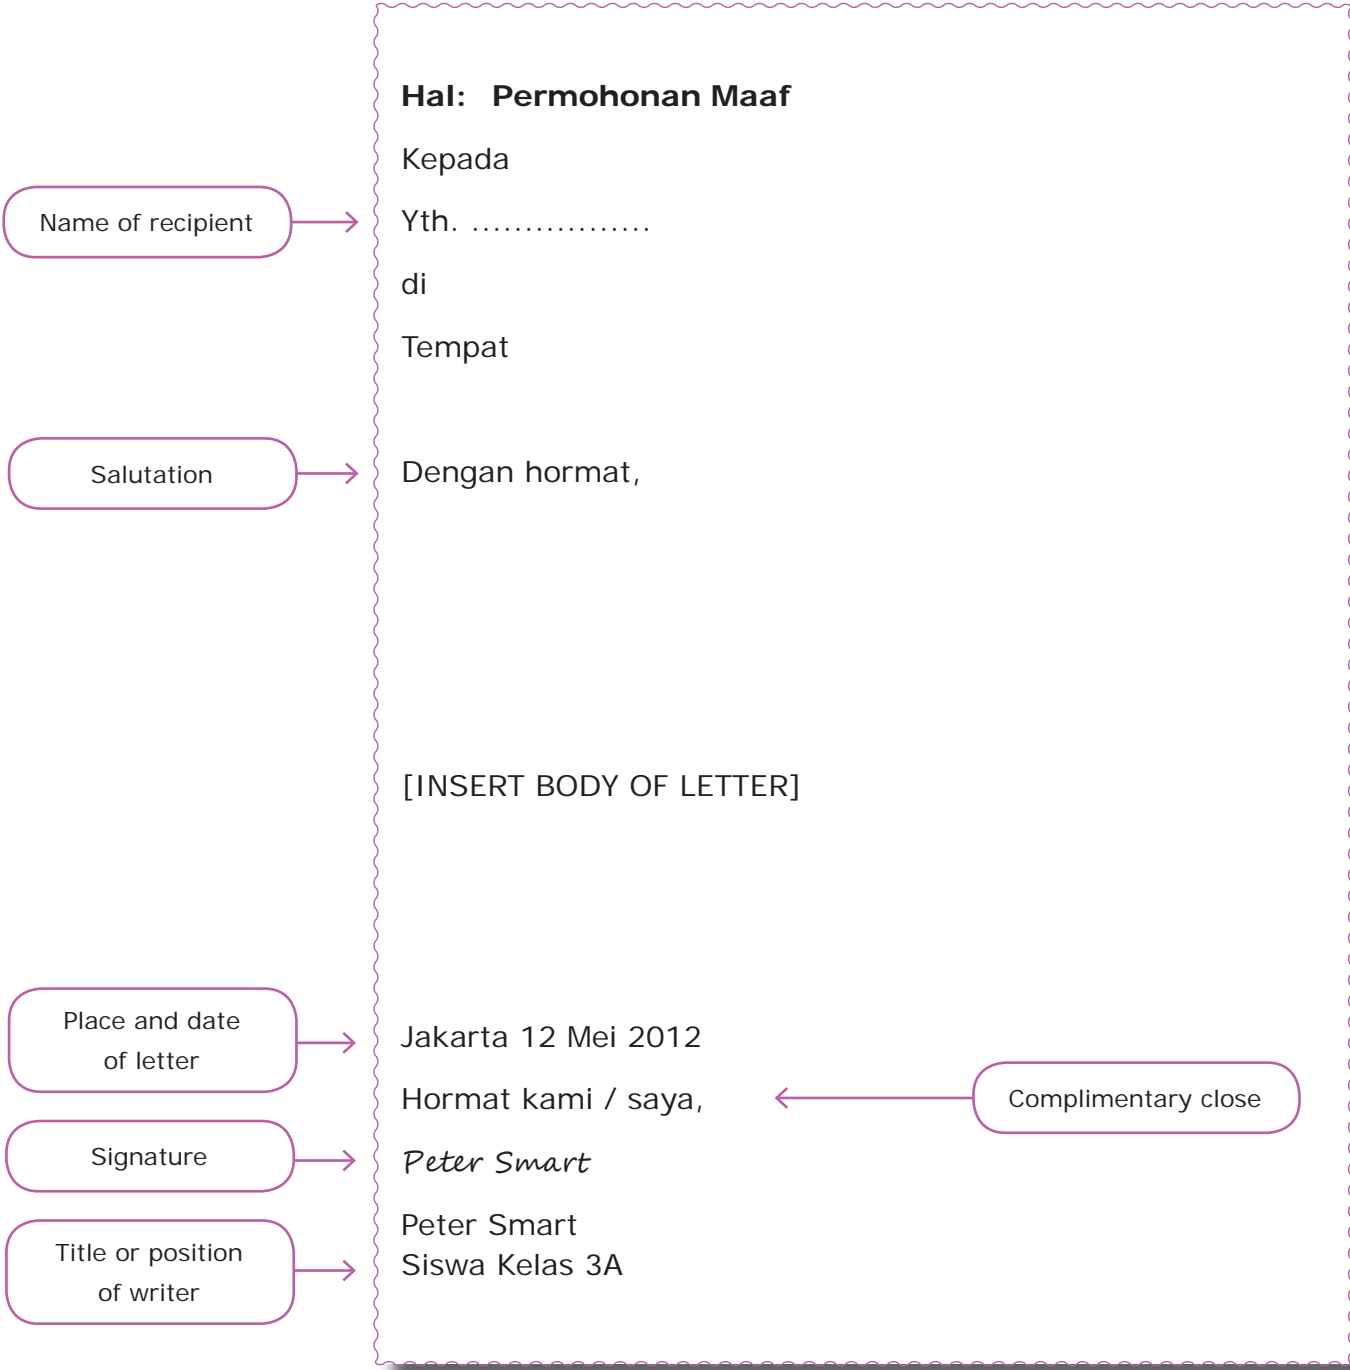 Hal: Permohonan Maaf
Kepada
Name of recipient
Yth. .................
di
Tempat
Salutation
Dengan hormat,
[INSERT BODY OF LETTER]
Place and date
of letter
Jakarta 12 Mei 2012
Hormat kami / saya,
Complimentary close
Signature
Peter Smart
Peter Smart
Siswa Kelas 3A
Title or position
of writer